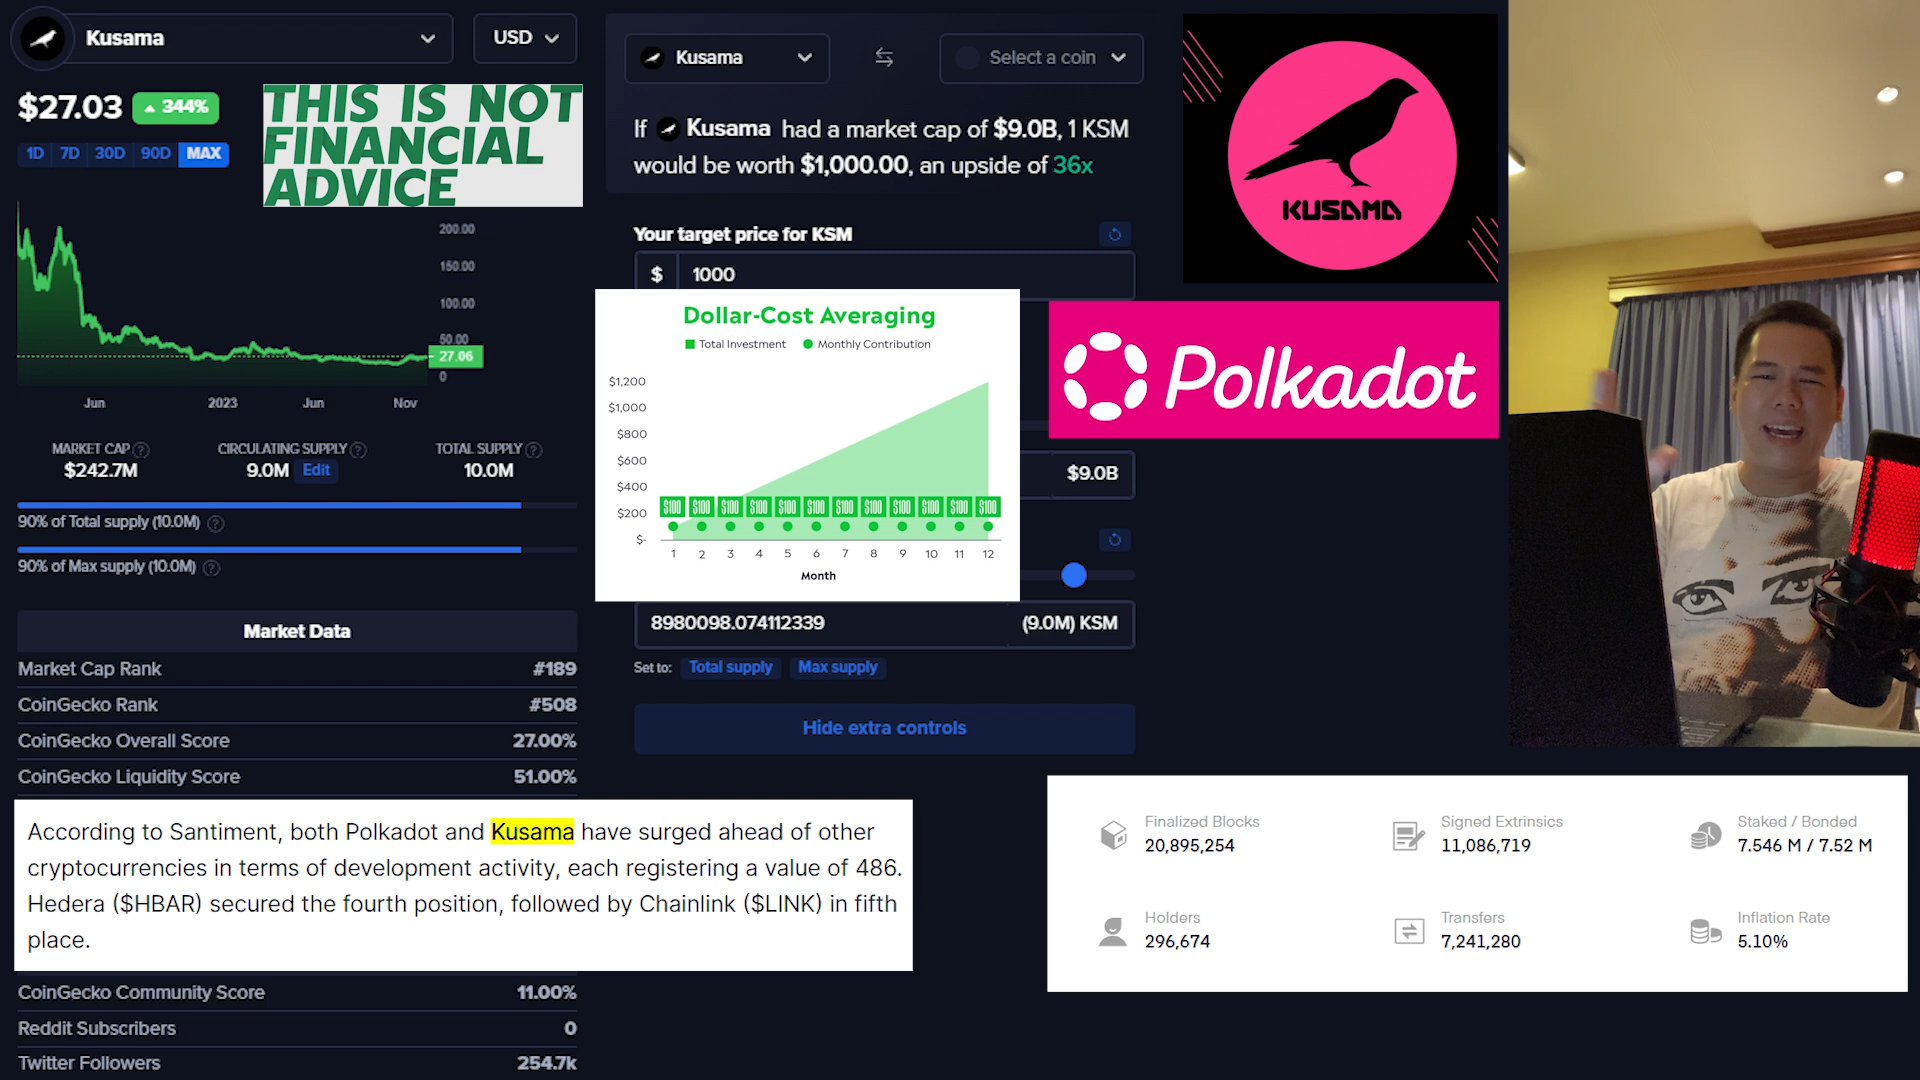 Kusama
USD
$27.03
344%
1D 7D 30D 90D MAX
THIS IS NOT
FINANCIAL
ADVICE
200.00
150.00
100.00
50.00
27.06
0
Jun 2023 Jun Nov
MARKET CAP ?
$242.7M
CIRCULATING SUPPLY ?
9.0M Edit
TOTAL SUPPLY ?
10.0M
90% of Total supply (10.0M) ?
90% of Max supply (10.0M) ?
Market Data
Market Cap Rank #189
CoinGecko Rank #508
CoinGecko Overall Score 27.00%
CoinGecko Liquidity Score 51.00%
According to Santiment, both Polkadot and Kusama have surged ahead of other
cryptocurrencies in terms of development activity, each registering a value of 486.
Hedera ($HBAR) secured the fourth position, followed by Chainlink ($LINK) in fifth
place.
CoinGecko Community Score 11.00%
Reddit Subscribers 0
Twitter Followers 254.7k
Kusama
Select a coin
If Kusama had a market cap of $9.0B, 1 KSM
would be worth $1,000.00, an upside of 36x
Your target price for KSM
$ 1000
Dollar-Cost Averaging
Total Investment Monthly Contribution
$1,200
$1,000
$800
$600
$400
$200
$-
$100 $100 $100 $100 $100 $100 $100 $100 $100 $100 $100 $100
1 2 3 4 5 6 7 8 9 10 11 12
Month
$9.0B
8980098.074112339 (9.0M) KSM
Set to: Total supply Max supply
Hide extra controls
KUSAMA
Polkadot
Finalized Blocks
20,895,254
Signed Extrinsics
11,086,719
Staked / Bonded
7.546 M / 7.52 M
Holders
296,674
Transfers
7,241,280
Inflation Rate
5.10%